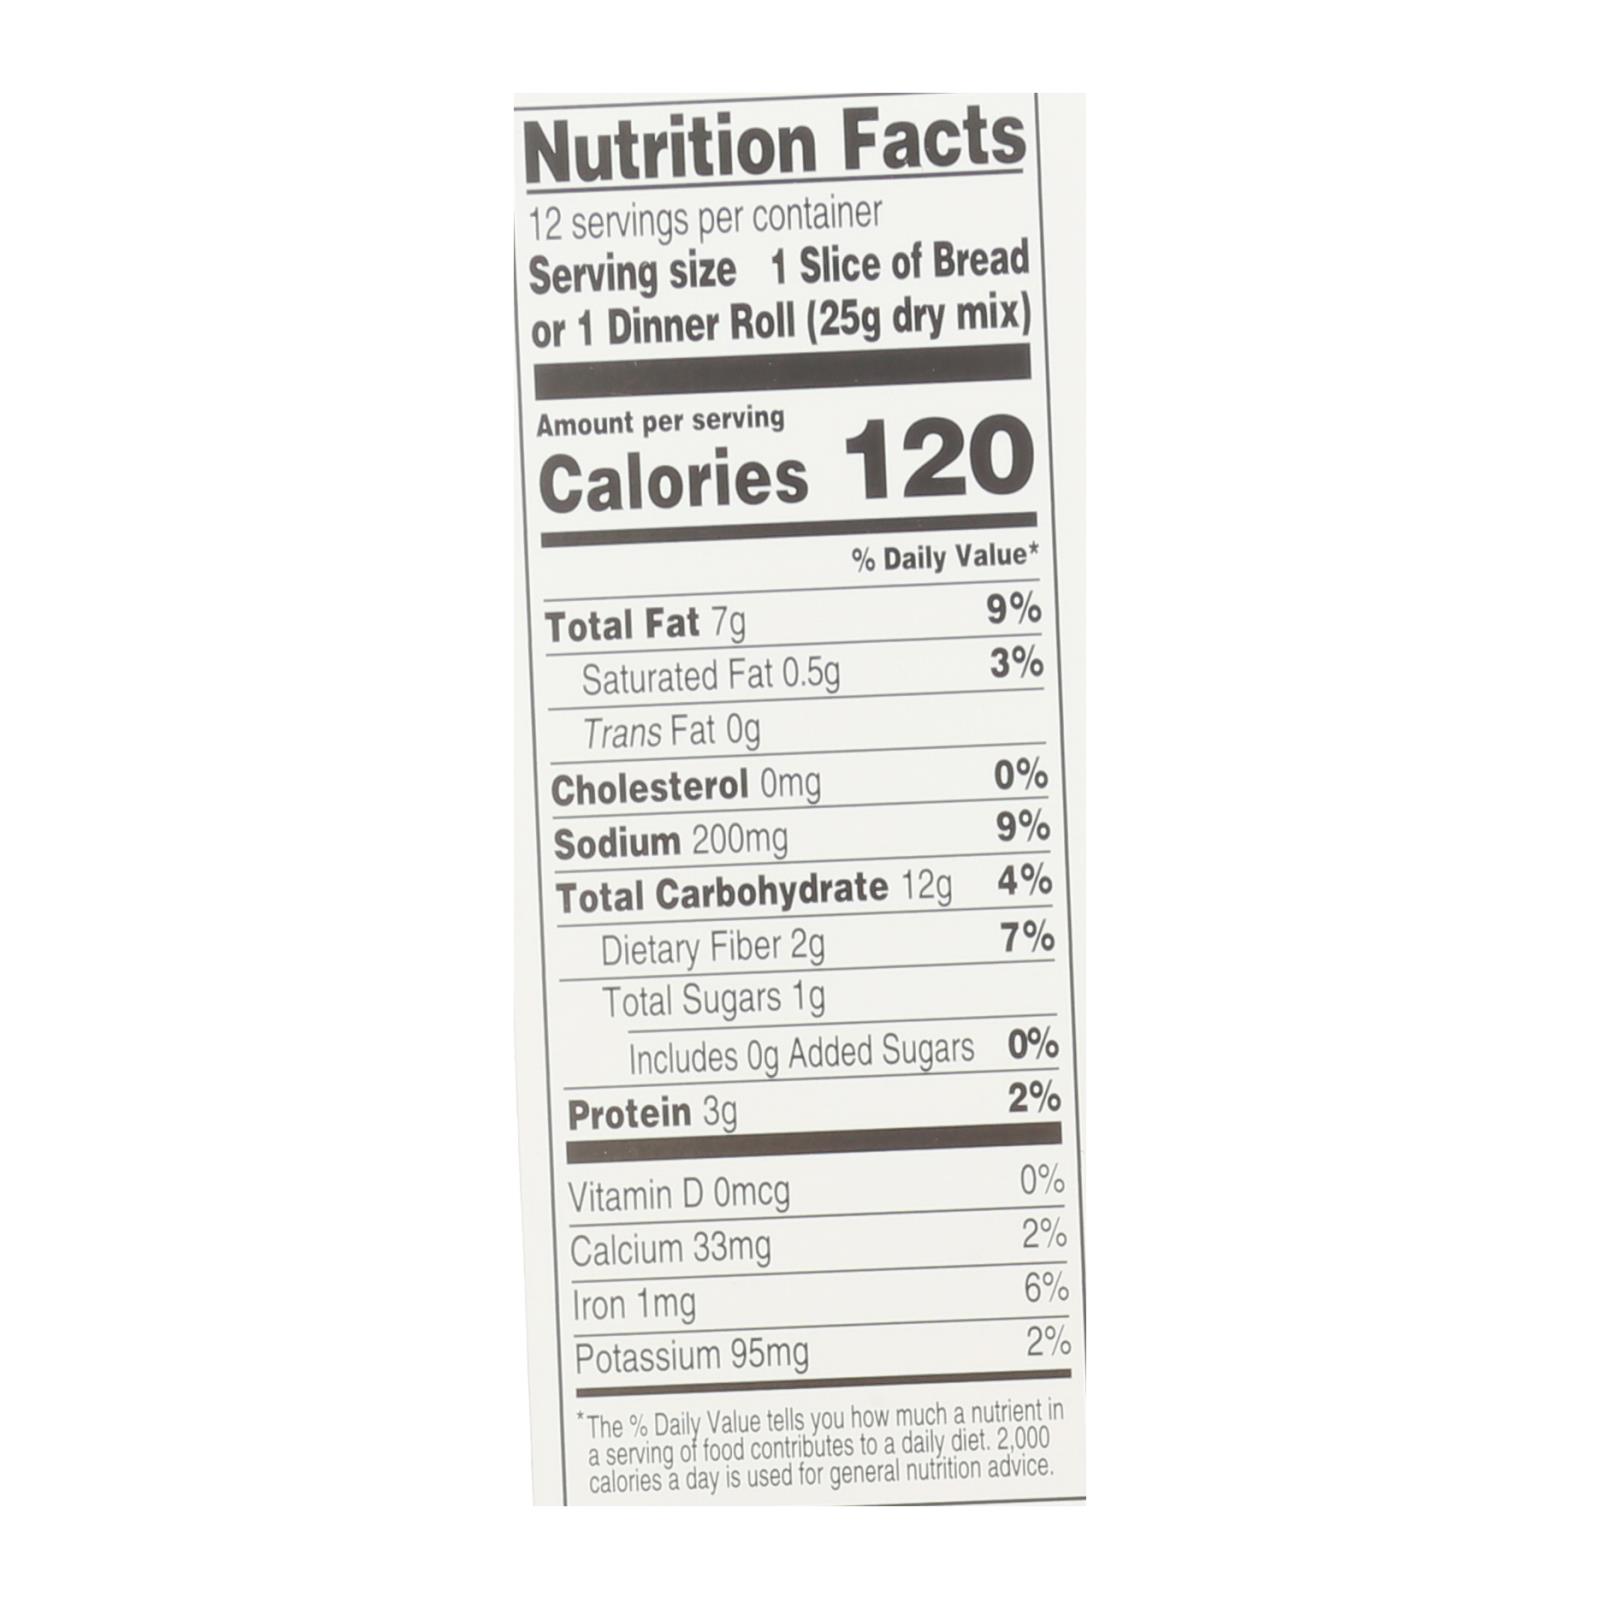 Nutrition Facts
12 servings per container
Serving size 1 Slice of Bread
or 1 Dinner Roll (25g dry mix)
Amount per serving
Calories 120
% Daily Value*
Total Fat 7g 9%
Saturated Fat 0.5g 3%
Trans Fat 0g
Cholesterol 0mg 0%
Sodium 200mg 9%
Total Carbohydrate 12g 4%
Dietary Fiber 2g 7%
Total Sugars 1g
Includes 0g Added Sugars 0%
Protein 3g 2%
Vitamin D 0mcg 0%
Calcium 33mg 2%
Iron 1mg 6%
Potassium 95mg 2%
*The % Daily Value tells you how much a nutrient in
a serving of food contributes to a daily diet. 2,000
calories a day is used for general nutrition advice.